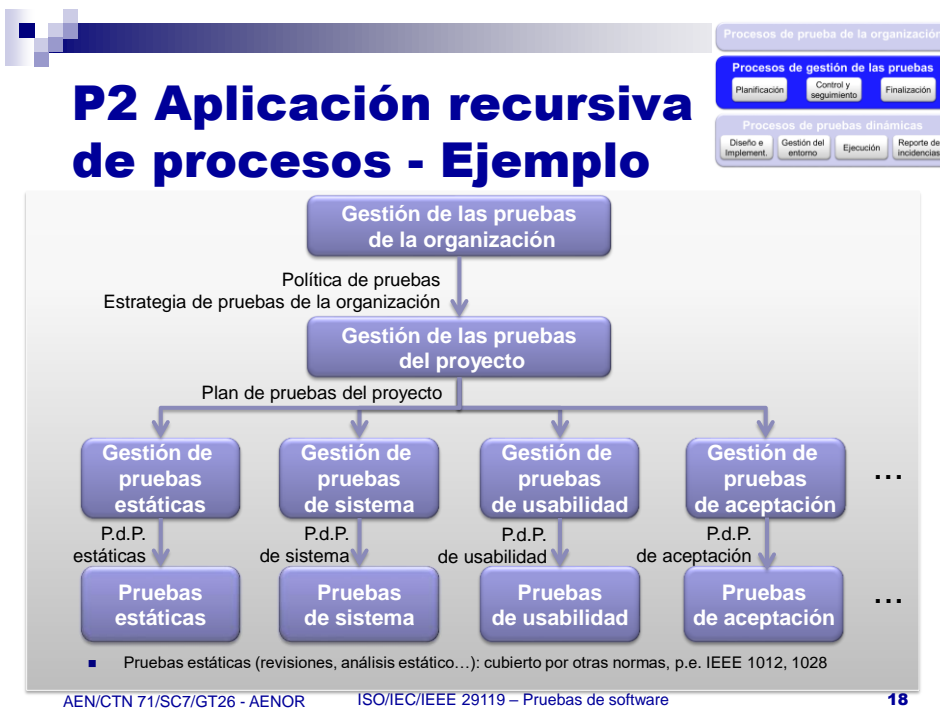 Procesos de prueba de la organización
Procesos de gestión de las pruebas
Planificación
Control y
seguimiento
Finalización
Procesos de pruebas dinámicas
Diseño e
Implement.
Gestión del
entorno
Ejecución
Reporte de
incidencias
P2 Aplicación recursiva
de procesos - Ejemplo
Gestión de las pruebas
de la organización
Política de pruebas
Estrategia de pruebas de la organización
Gestión de las pruebas
del proyecto
Plan de pruebas del proyecto
Gestión de
pruebas
estáticas
Gestión de
pruebas
de sistema
Gestión de
pruebas
de usabilidad
Gestión de
pruebas
de aceptación
...
P.d.P.
estáticas
P.d.P.
de sistema
P.d.P.
de usabilidad
P.d.P.
de aceptación
Pruebas
estáticas
Pruebas
de sistema
Pruebas
de usabilidad
Pruebas
de aceptación
...
Pruebas estáticas (revisiones, análisis estático…): cubierto por otras normas, p.e. IEEE 1012, 1028
AEN/CTN 71/SC7/GT26 - AENOR
ISO/IEC/IEEE 29119 – Pruebas de software
18